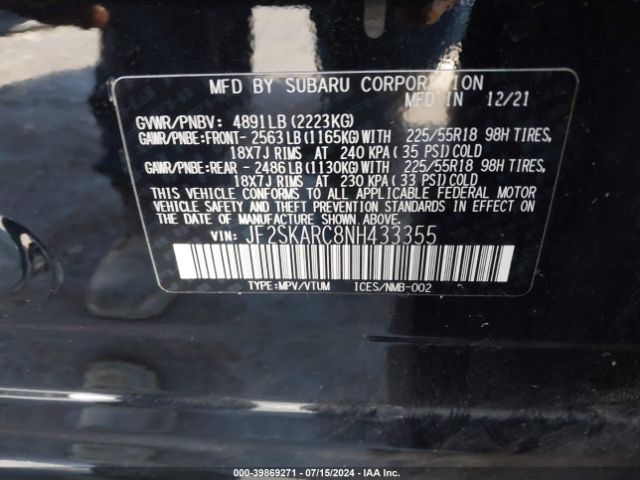 MFD BY SUBARU CORPORATION
MFD IN 12/21
GVWR/PNBV: 4891LB (2223KG)
GAWR/PNBE:FRONT- 2563LB (1165KG)WITH 225/55R18 98H TIRES,
18X7J RIMS AT 240 KPA (35 PSI) COLD
GAWR/PNBE:REAR - 2486LB (1130KG)WITH 225/55R18 98H TIRES,
18X7J RIMS AT 230 KPA (33 PSI) COLD
THIS VEHICLE CONFORMS TO ALL APPLICABLE FEDERAL MOTOR
VEHICLE SAFETY AND THEFT PREVENTION STANDARDS IN EFFECT ON
THE DATE OF MANUFACTURE SHOWN ABOVE.
VIN: JF2SKARC8NH433355
TYPE:MPV/VTUM ICES/NMB-002
000-39869271 - 07/15/2024 - IAA Inc.